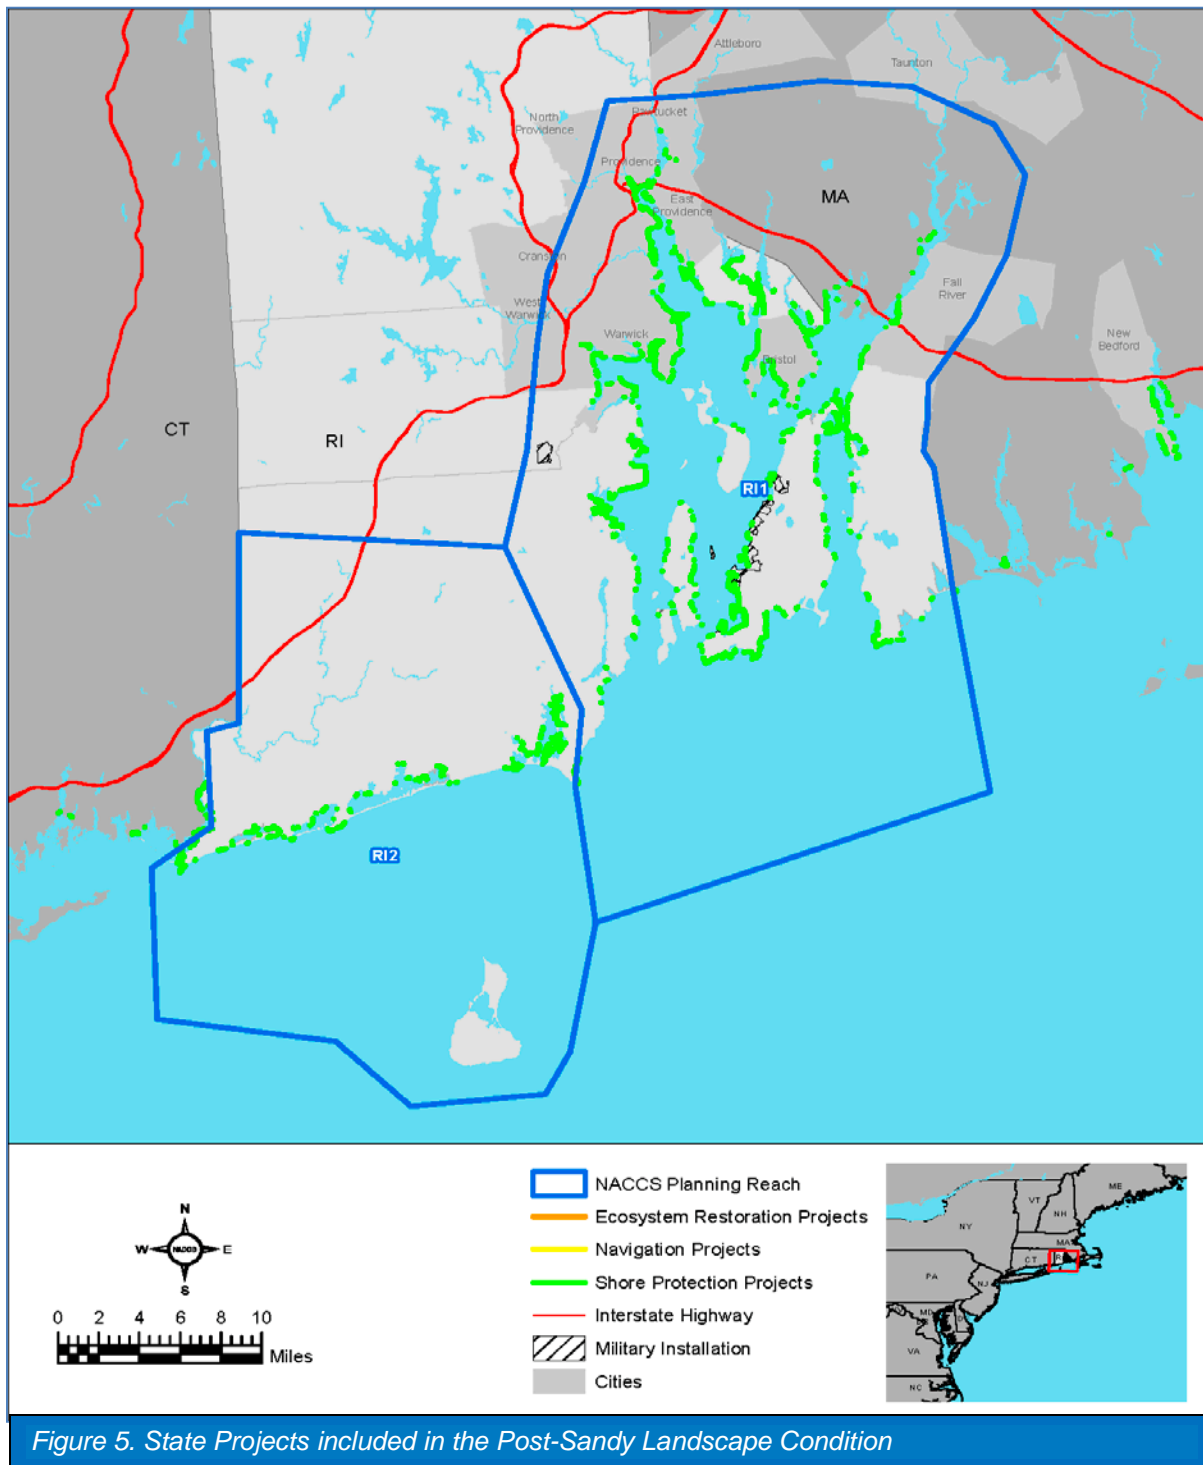 Attleboro
Taunton
Pawtucket
North
Providence
Providence
East
Providence
MA
Cranston
Fall
River
West
Warwick
Warwick
New
Bedford
Bristol
CT
RI
RI1
RI2
N
W
NACCS
E
S
0 2 4 6 8 10
Miles
NACCS Planning Reach
Ecosystem Restoration Projects
Navigation Projects
Shore Protection Projects
Interstate Highway
Military Installation
Cities
ME
VT
NH
NY
MA
CT
PA
NJ
MD
VA
NC
Figure 5. State Projects included in the Post-Sandy Landscape Condition